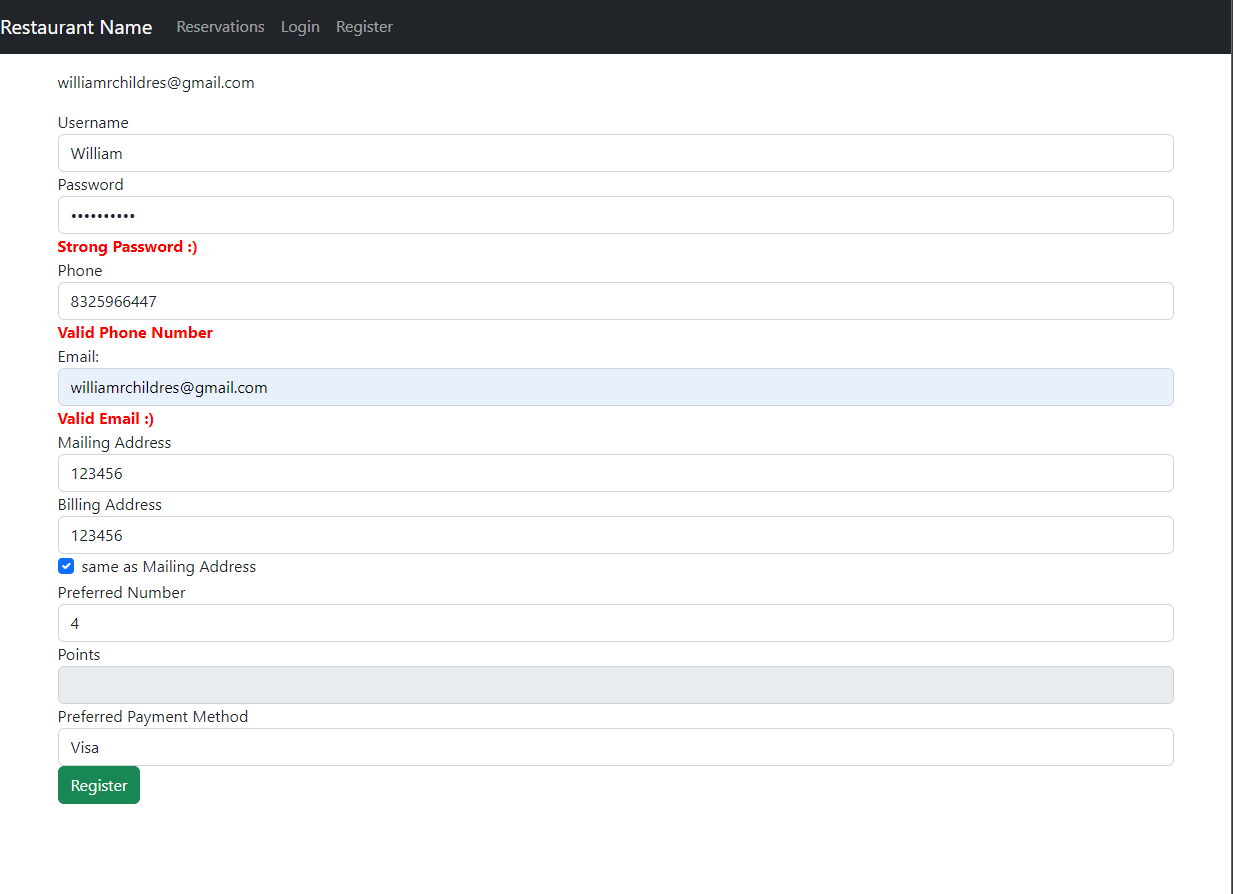 Restaurant Name Reservations Login Register
williamrchildres@gmail.com
Username
William
Password
••••••••••
Strong Password :)
Phone
8325966447
Valid Phone Number
Email:
williamrchildres@gmail.com
Valid Email :)
Mailing Address
123456
Billing Address
123456
same as Mailing Address
Preferred Number
4
Points
Preferred Payment Method
Visa
Register